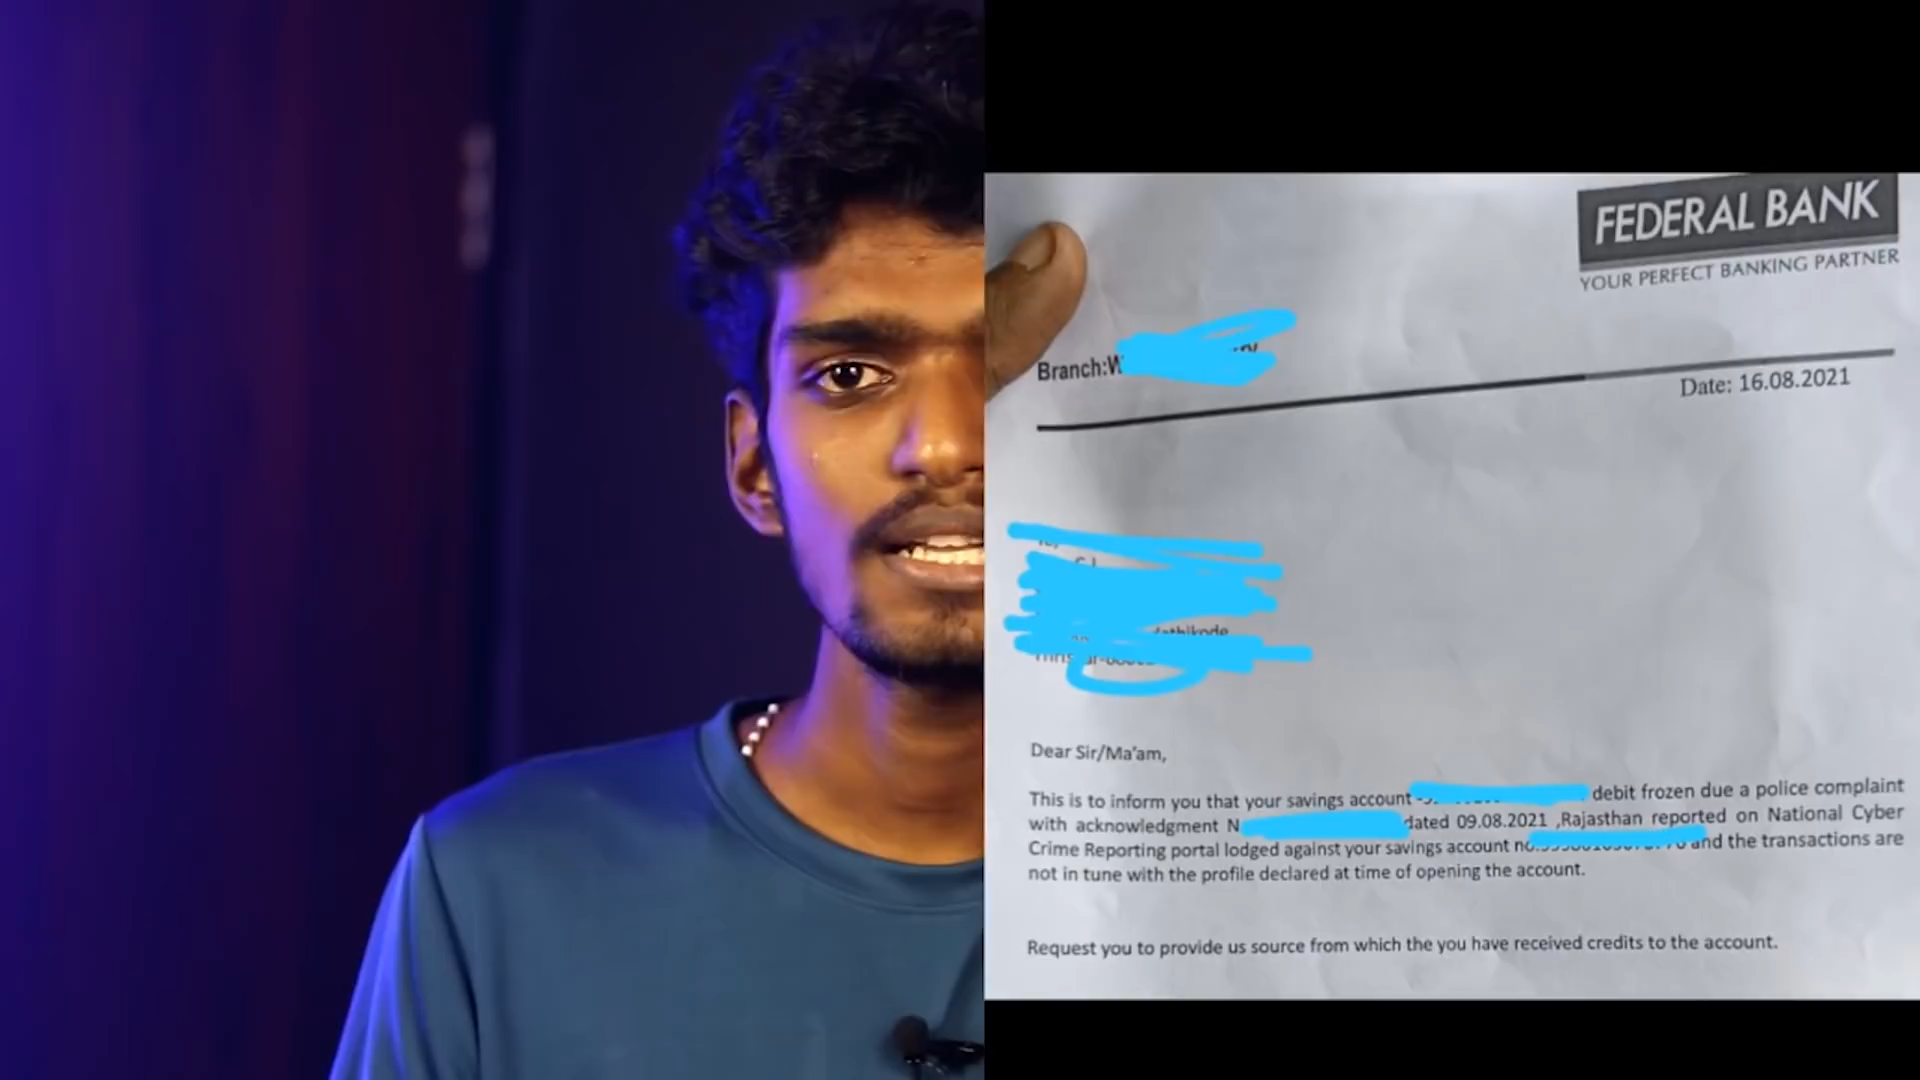 FEDERAL BANK
YOUR PERFECT BANKING PARTNER
Branch:
Date: 16.08.2021
Dear Sir/Ma'am,
This is to inform you that your savings account debit frozen due a police complaint
with acknowledgment N dated 09.08.2021 ,Rajasthan reported on National Cyber
Crime Reporting portal lodged against your savings account no. and the transactions are
not in tune with the profile declared at time of opening the account.
Request you to provide us source from which the you have received credits to the account.